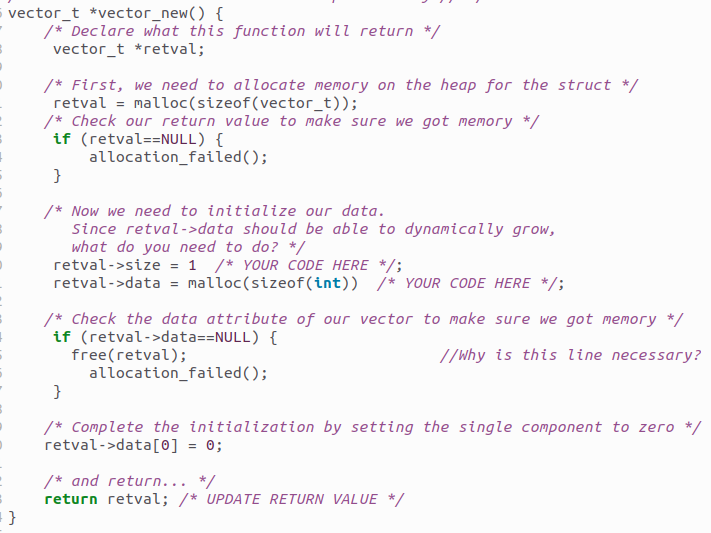 vector_t *vector_new() {
/* Declare what this function will return */
vector_t *retval;
/* First, we need to allocate memory on the heap for the struct */
retval = malloc(sizeof(vector_t));
/* Check our return value to make sure we got memory */
if (retval==NULL) {
allocation_failed();
}
/* Now we need to initialize our data.
Since retval->data should be able to dynamically grow,
what do you need to do? */
retval->size = 1 /* YOUR CODE HERE */;
retval->data = malloc(sizeof(int)) /* YOUR CODE HERE */;
/* Check the data attribute of our vector to make sure we got memory */
if (retval->data==NULL) {
free(retval); //Why is this line necessary?
allocation_failed();
}
/* Complete the initialization by setting the single component to zero */
retval->data[0] = 0;
/* and return... */
return retval; /* UPDATE RETURN VALUE */
}